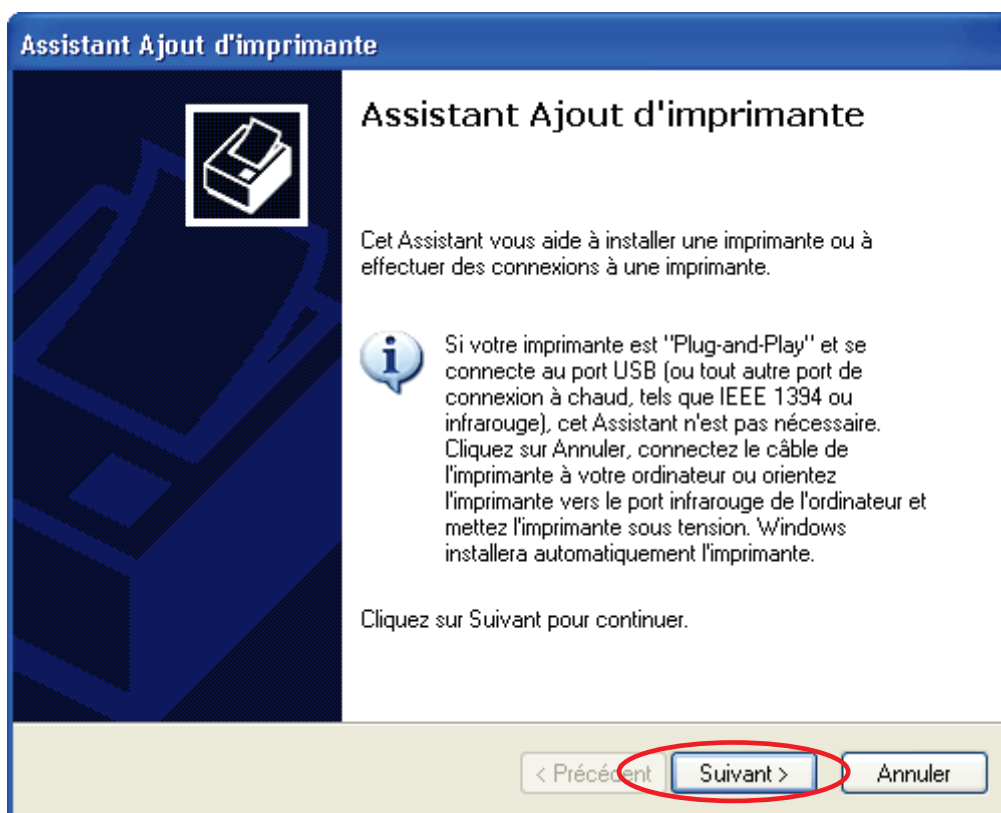 Assistant Ajout d'imprimante
Assistant Ajout d'imprimante
Cet Assistant vous aide à installer une imprimante ou à
effectuer des connexions à une imprimante.
Si votre imprimante est "Plug-and-Play" et se
connecte au port USB (ou tout autre port de
connexion à chaud, tels que IEEE 1394 ou
infrarouge), cet Assistant n'est pas nécessaire.
Cliquez sur Annuler, connectez le câble de
l'imprimante à votre ordinateur ou orientez
l'imprimante vers le port infrarouge de l'ordinateur et
mettez l'imprimante sous tension. Windows
installera automatiquement l'imprimante.
Cliquez sur Suivant pour continuer.
< Précédent Suivant > Annuler